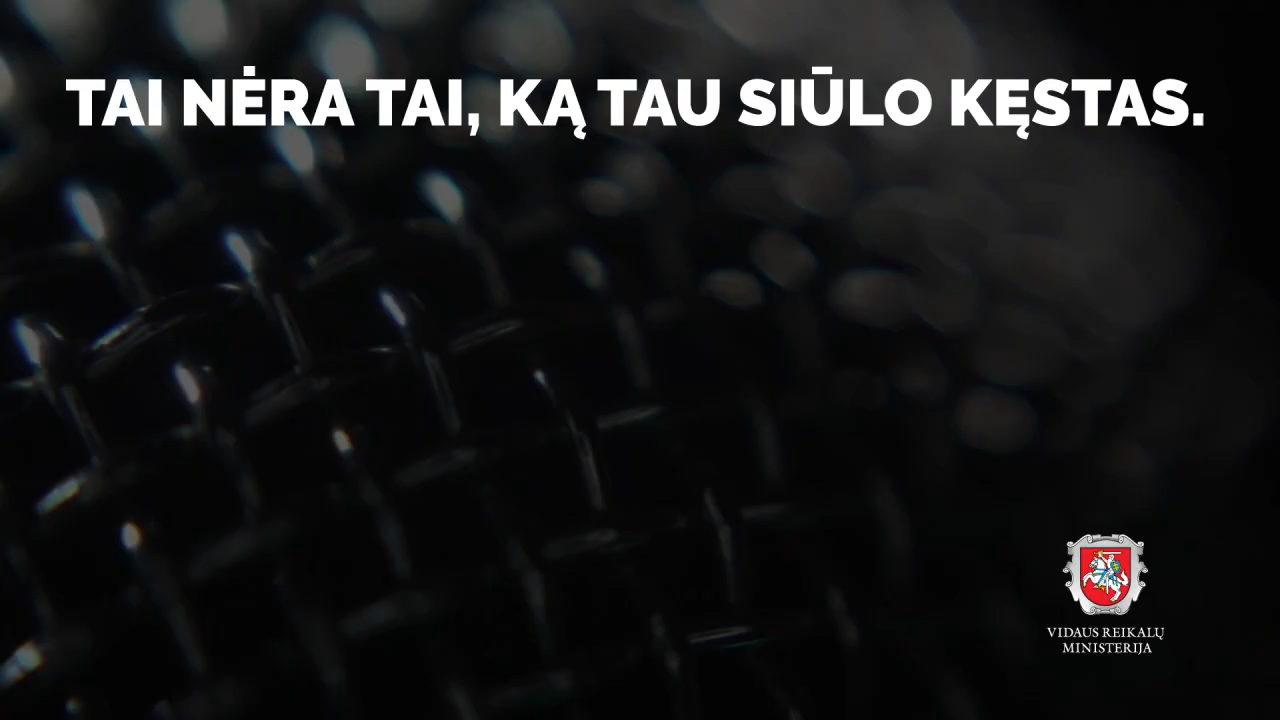 TAI NĖRA TAI, KĄ TAU SIŪLO KĘSTAS.
VIDAUS REIKALŲ
MINISTERIJA